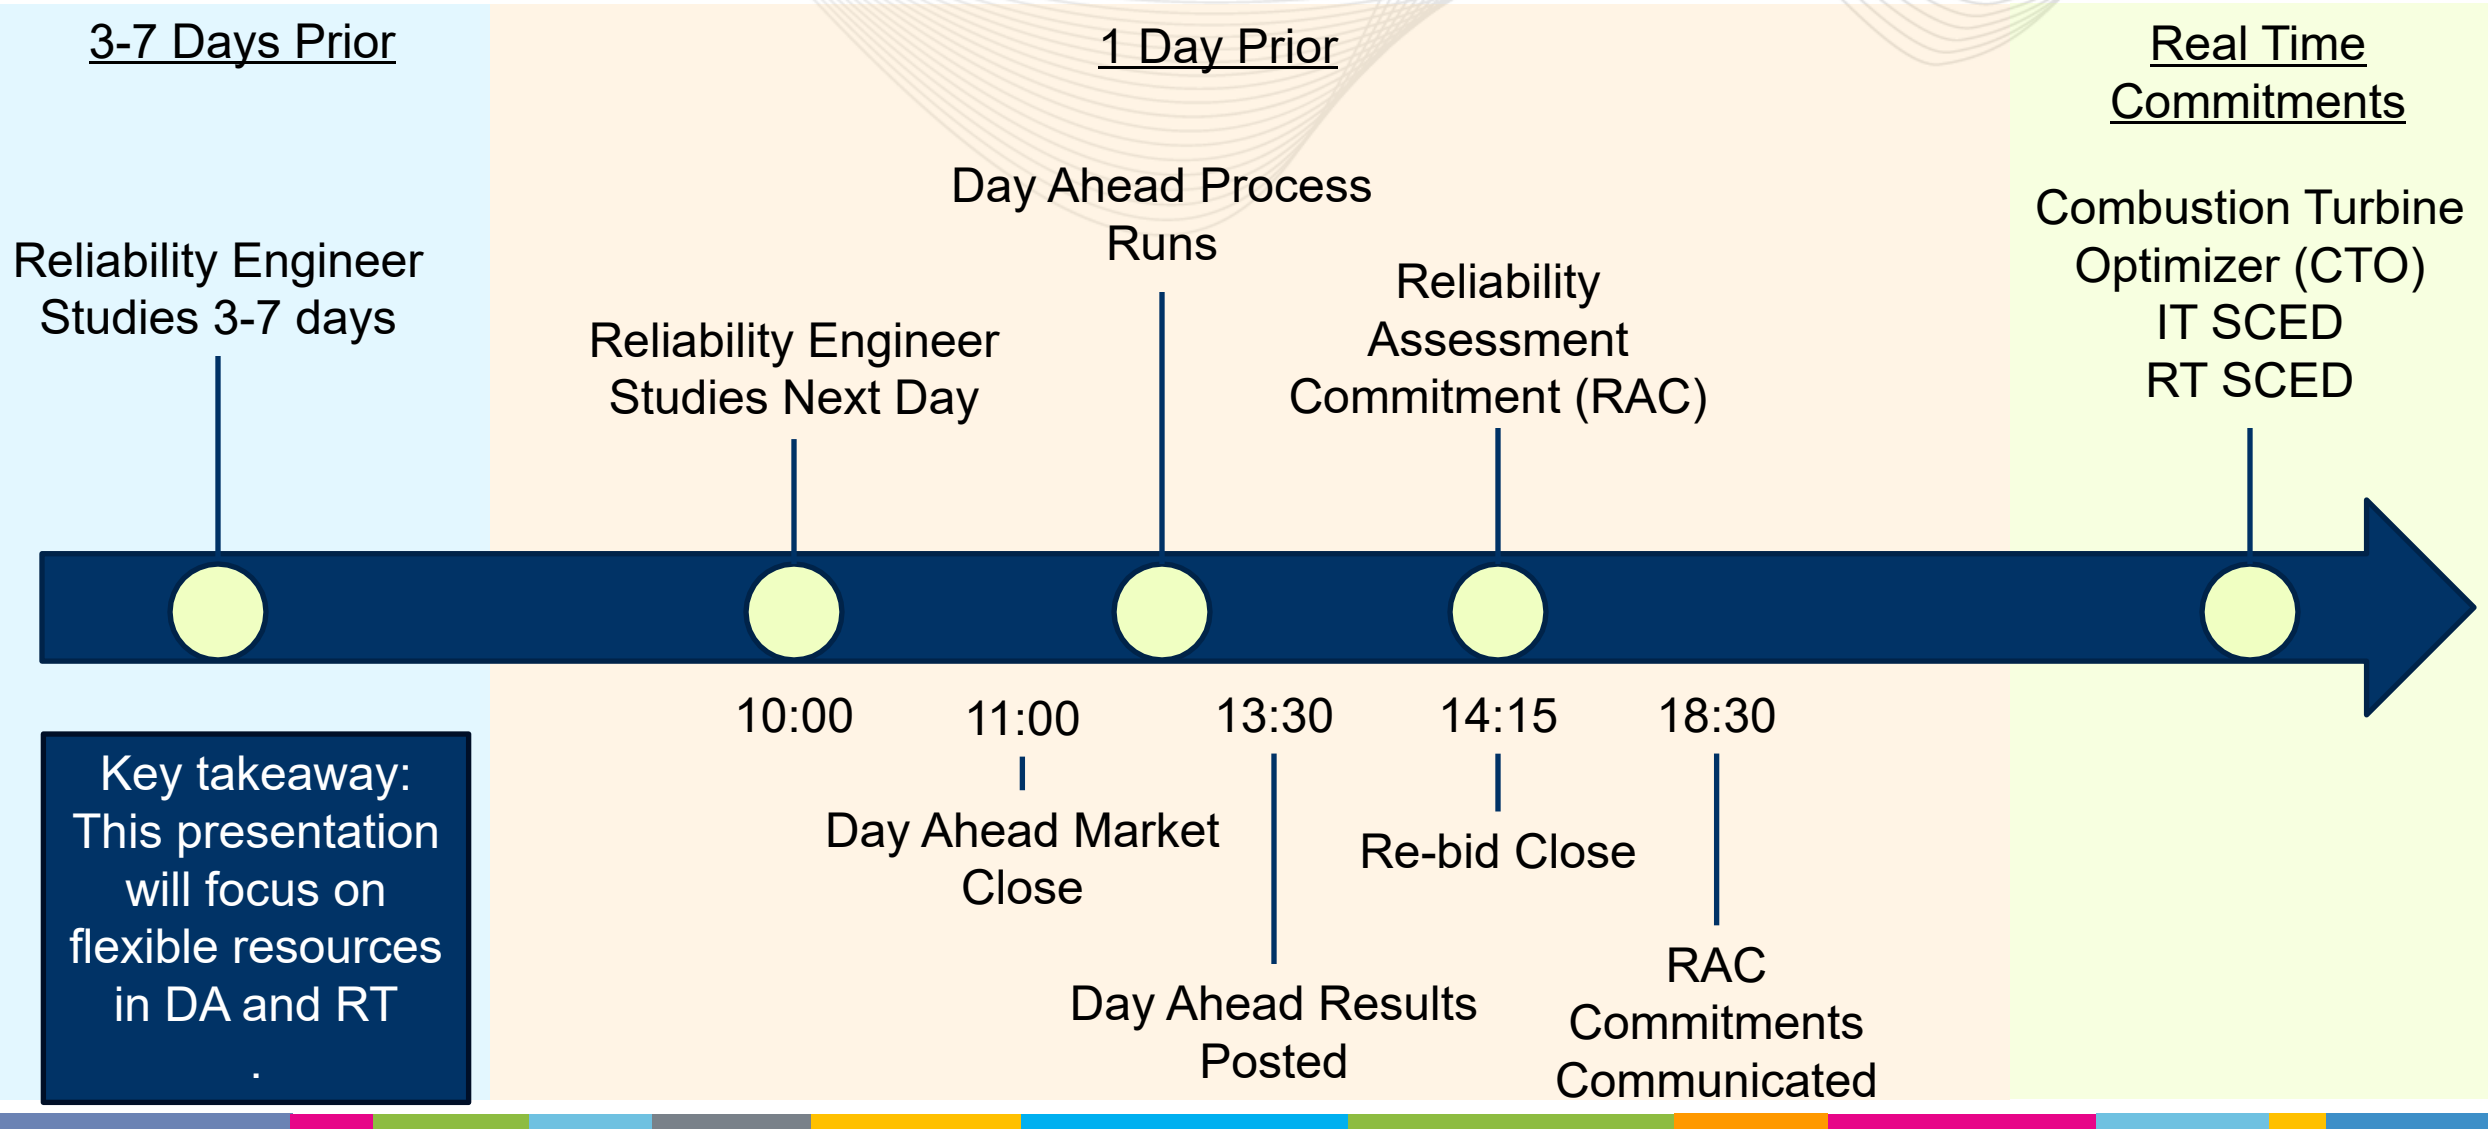 3-7 Days Prior
Reliability Engineer
Studies 3-7 days
Key takeaway:
This presentation
will focus on
flexible resources
in DA and RT
.
1 Day Prior
Reliability Engineer
Studies Next Day
Day Ahead Process
Runs
Reliability
Assessment
Commitment (RAC)
10:00
11:00
13:30
14:15
18:30
Day Ahead Market
Close
Day Ahead Results
Posted
Re-bid Close
RAC
Commitments
Communicated
Real Time
Commitments
Combustion Turbine
Optimizer (CTO)
IT SCED
RT SCED